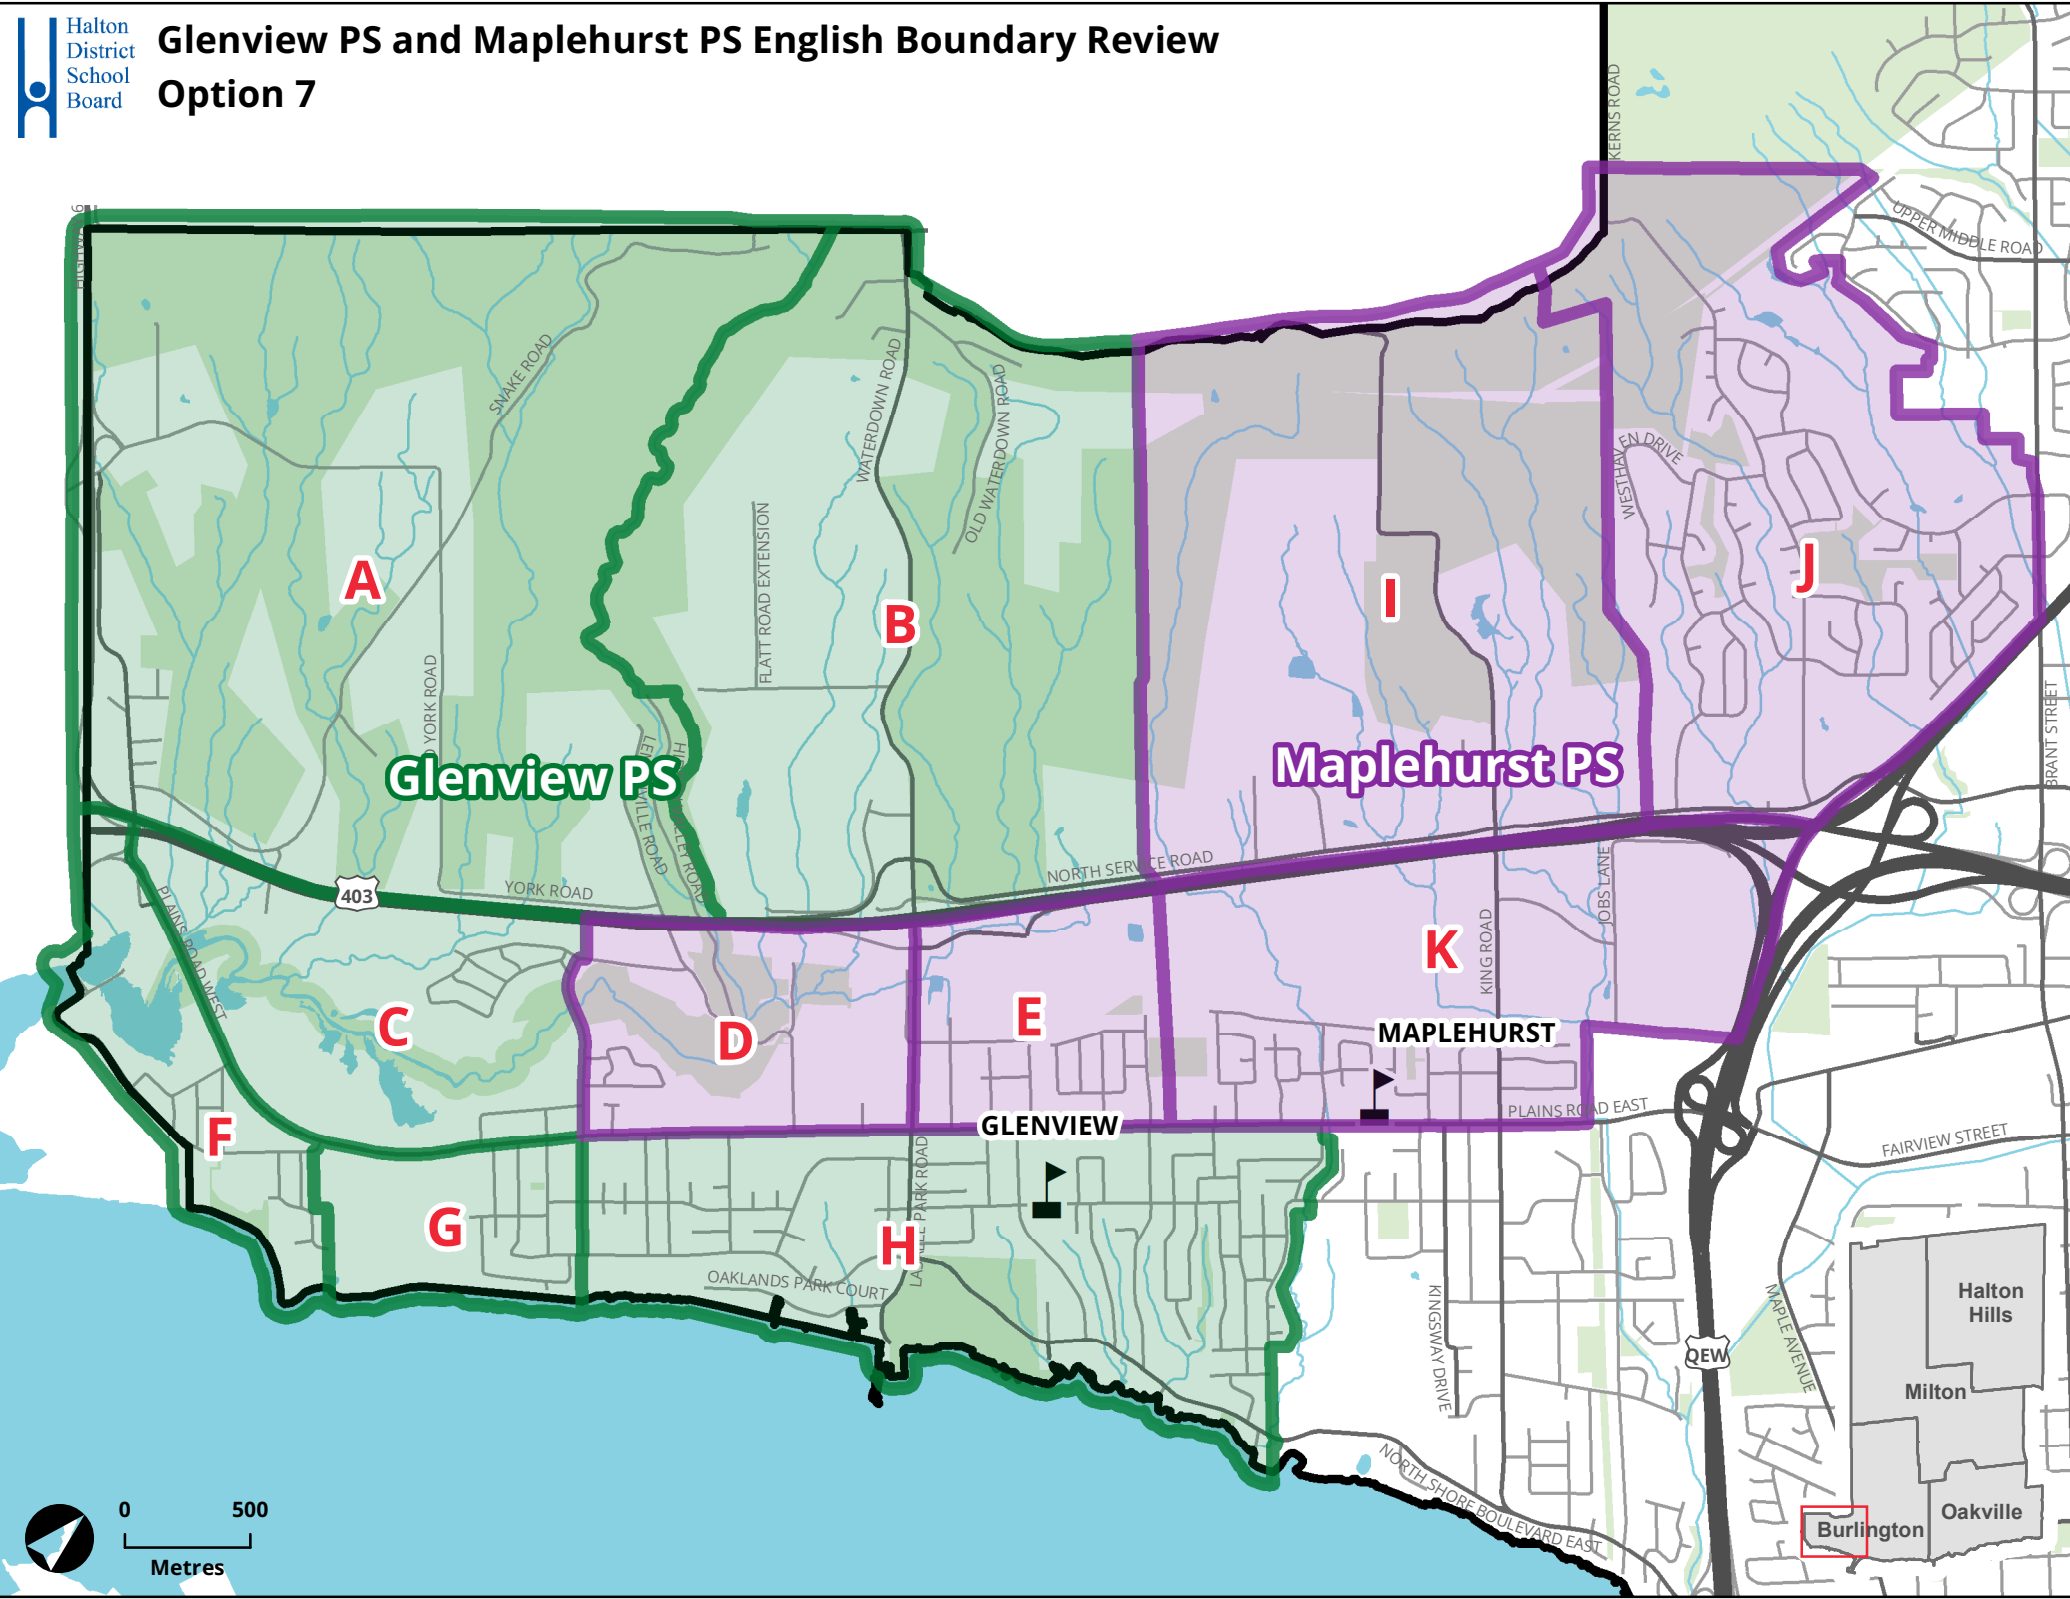 Halton
District
School
Board
Glenview PS and Maplehurst PS English Boundary Review
Option 7
KERNS ROAD
UPPER MIDDLE ROAD
SNAKE ROAD
WATERDOWN ROAD
OLD WATERDOWN ROAD
WESTHAVEN DRIVE
FLATT ROAD EXTENSION
A
B
I
J
YORK ROAD
BRANT STREET
Glenview PS
Maplehurst PS
NORTH SERVICE ROAD
403
YORK ROAD
PLAINS ROAD WEST
KING ROAD
K
C
D
E
MAPLEHURST
PLAINS ROAD EAST
F
GLENVIEW
FAIRVIEW STREET
G
H
OAKLANDS PARK COURT
KINGSWAY DRIVE
MAPLE AVENUE
QEW
NORTH SHORE BOULEVARD EAST
Halton
Hills
Milton
Oakville
Burlington
0 500
Metres